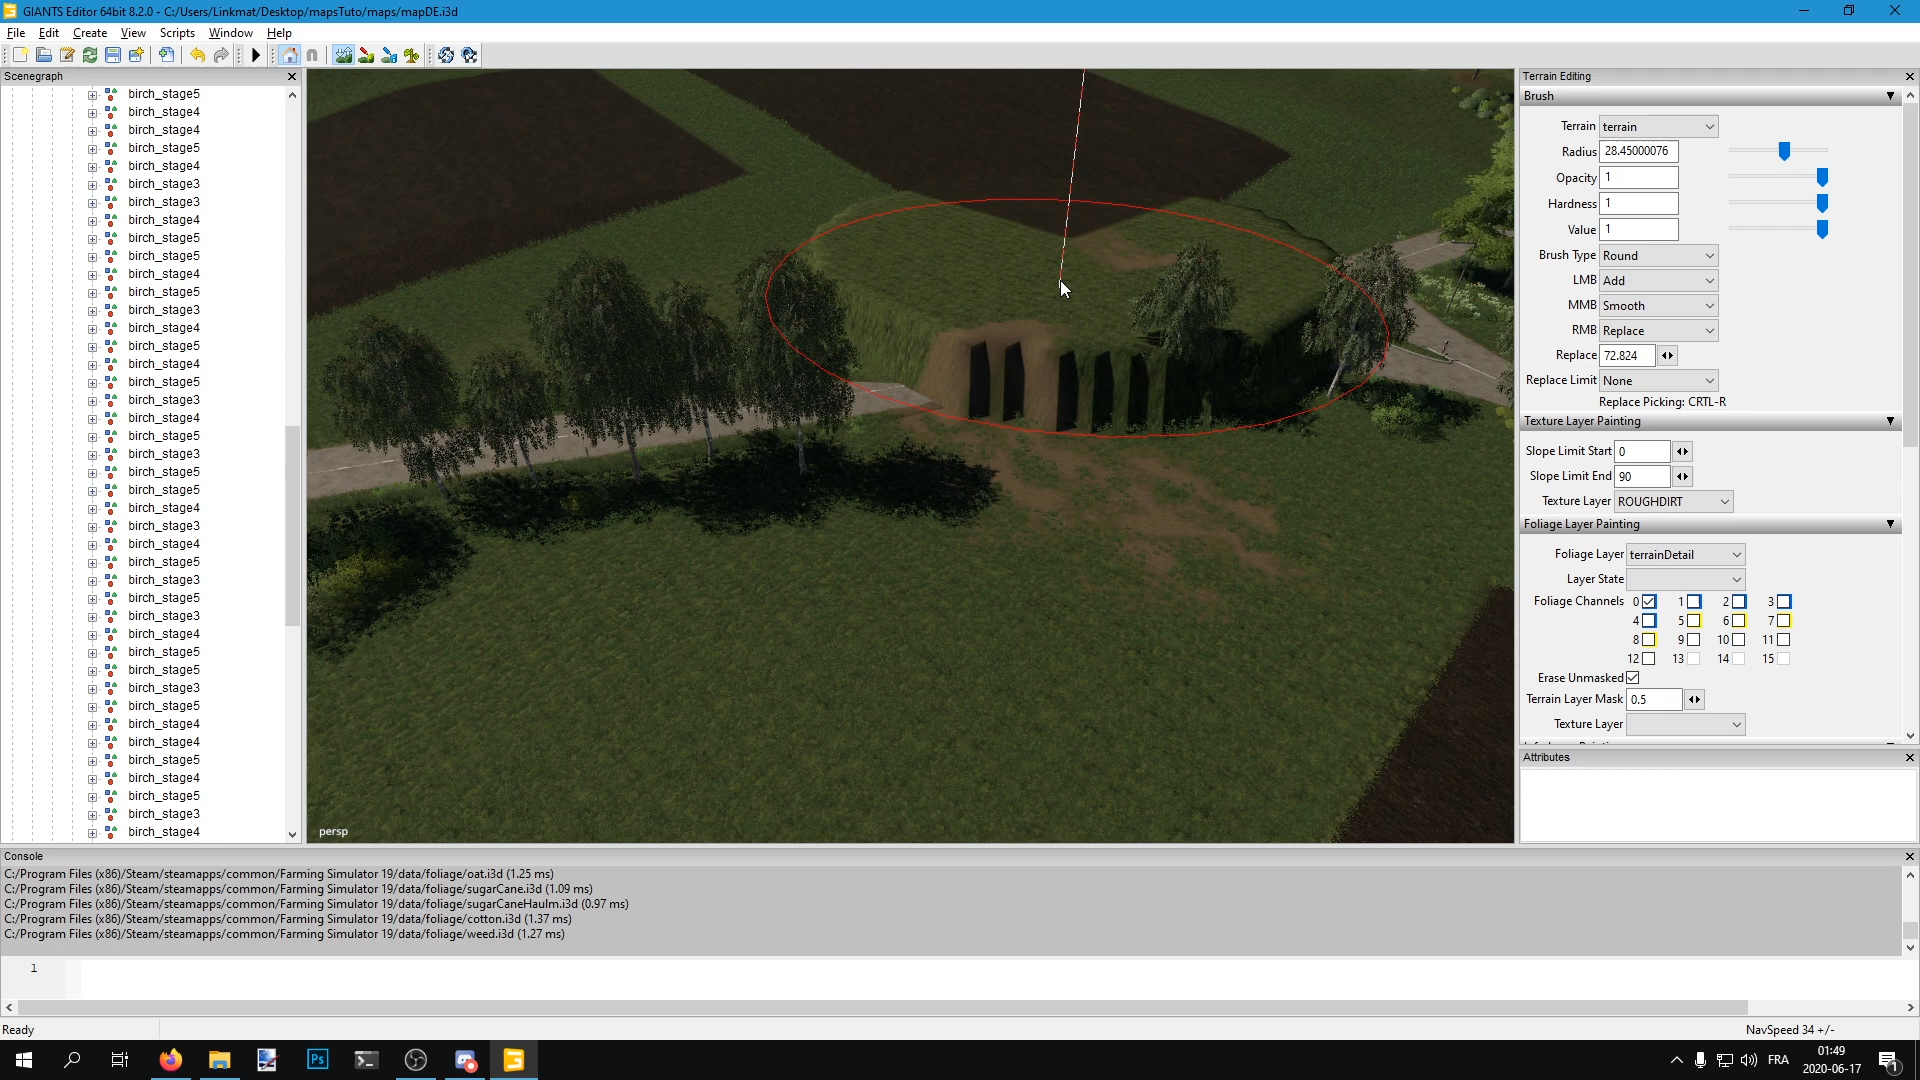 GIANTS Editor 64bit 8.2.0 - C:/Users/Linkmat/Desktop/mapsTuto/maps/mapDE.i3d
File Edit Create View Scripts Window Help
Scenegraph
birch_stage5
birch_stage4
birch_stage4
birch_stage5
birch_stage4
birch_stage3
birch_stage3
birch_stage4
birch_stage5
birch_stage5
birch_stage4
birch_stage5
birch_stage3
birch_stage4
birch_stage5
birch_stage4
birch_stage5
birch_stage3
birch_stage4
birch_stage5
birch_stage3
birch_stage5
birch_stage5
birch_stage4
birch_stage3
birch_stage4
birch_stage5
birch_stage3
birch_stage5
birch_stage3
birch_stage4
birch_stage5
birch_stage5
birch_stage3
birch_stage5
birch_stage4
birch_stage4
birch_stage5
birch_stage4
birch_stage5
birch_stage3
birch_stage4
persp
Terrain Editing
Brush
Terrain terrain
Radius 28.45000076
Opacity 1
Hardness 1
Value 1
Brush Type Round
LMB Add
MMB Smooth
RMB Replace
Replace 72.824
Replace Limit None
Replace Picking: CRTL-R
Texture Layer Painting
Slope Limit Start 0
Slope Limit End 90
Texture Layer ROUGHDIRT
Foliage Layer Painting
Foliage Layer terrainDetail
Layer State
Foliage Channels 0 1 2 3
4 5 6 7
8 9 10 11
12 13 14 15
Erase Unmasked
Terrain Layer Mask 0.5
Texture Layer
Attributes
Console
C:/Program Files (x86)/Steam/steamapps/common/Farming Simulator 19/data/foliage/oat.i3d (1.25 ms)
C:/Program Files (x86)/Steam/steamapps/common/Farming Simulator 19/data/foliage/sugarCane.i3d (1.09 ms)
C:/Program Files (x86)/Steam/steamapps/common/Farming Simulator 19/data/foliage/sugarCaneHaulm.i3d (0.97 ms)
C:/Program Files (x86)/Steam/steamapps/common/Farming Simulator 19/data/foliage/cotton.i3d (1.37 ms)
C:/Program Files (x86)/Steam/steamapps/common/Farming Simulator 19/data/foliage/weed.i3d (1.27 ms)
1
Ready
NavSpeed 34 +/-
Ps
FRA
01:49
2020-06-17
1